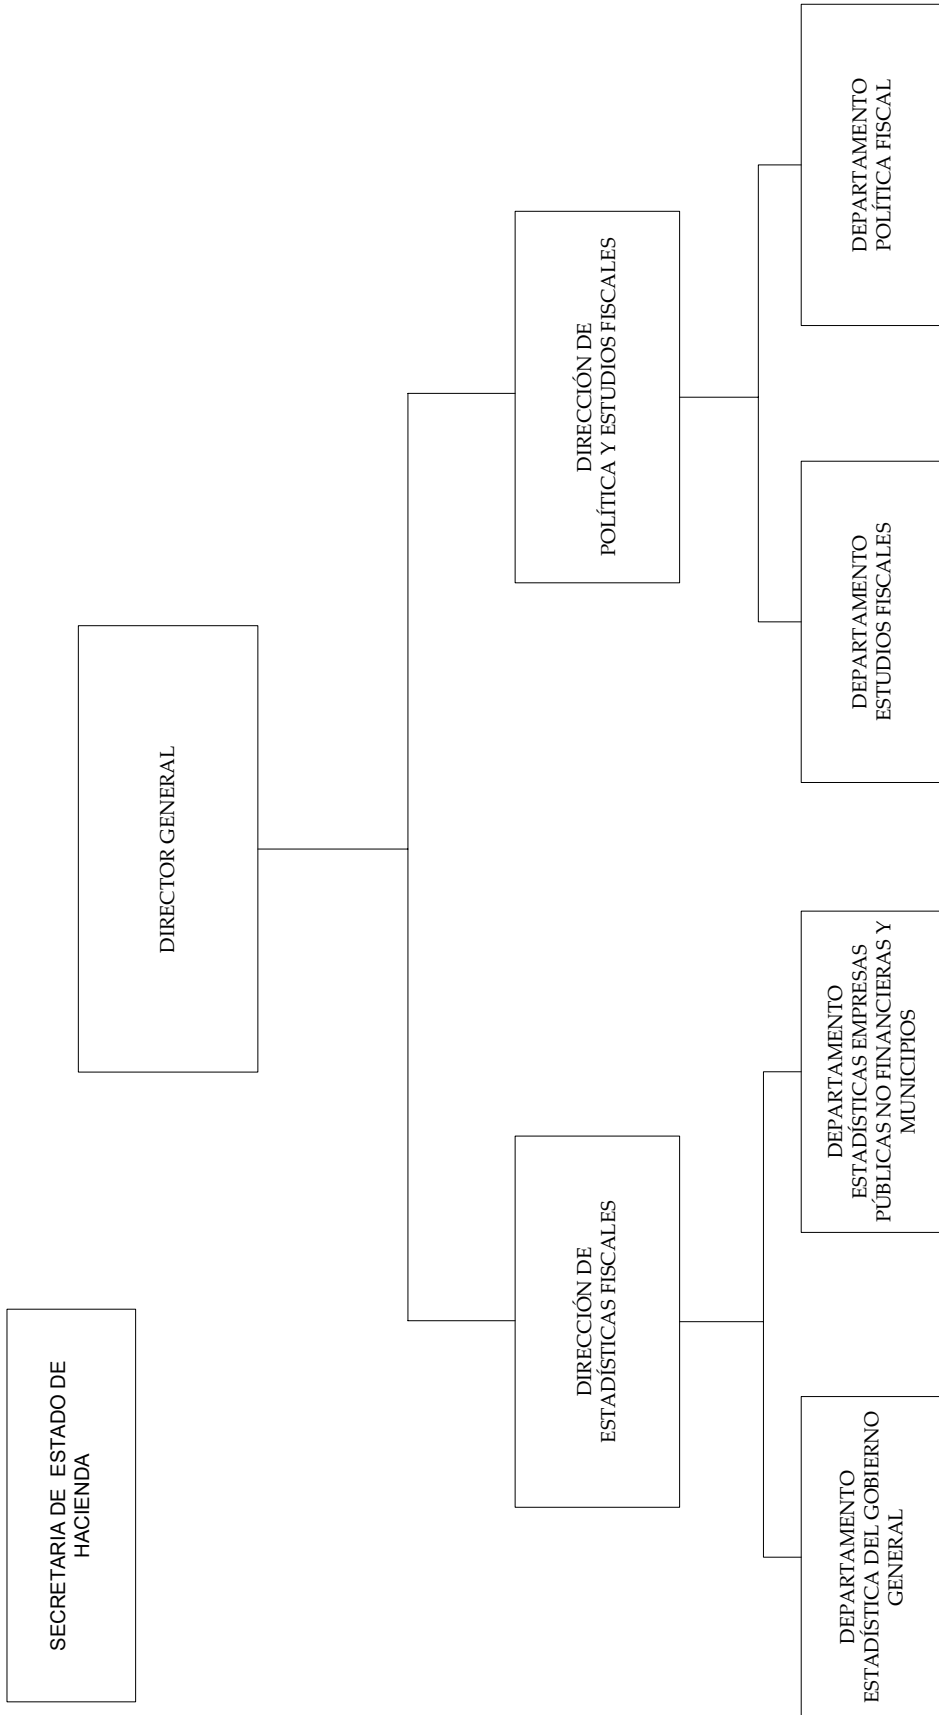 SECRETARIA DE ESTADO DE
HACIENDA
DIRECTOR GENERAL
DIRECCIÓN DE
ESTADÍSTICAS FISCALES
DIRECCIÓN DE
POLÍTICA Y ESTUDIOS FISCALES
DEPARTAMENTO
ESTADÍSTICA DEL GOBIERNO
GENERAL
DEPARTAMENTO
ESTADÍSTICAS EMPRESAS
PÚBLICAS NO FINANCIERAS Y
MUNICIPIOS
DEPARTAMENTO
ESTUDIOS FISCALES
DEPARTAMENTO
POLÍTICA FISCAL